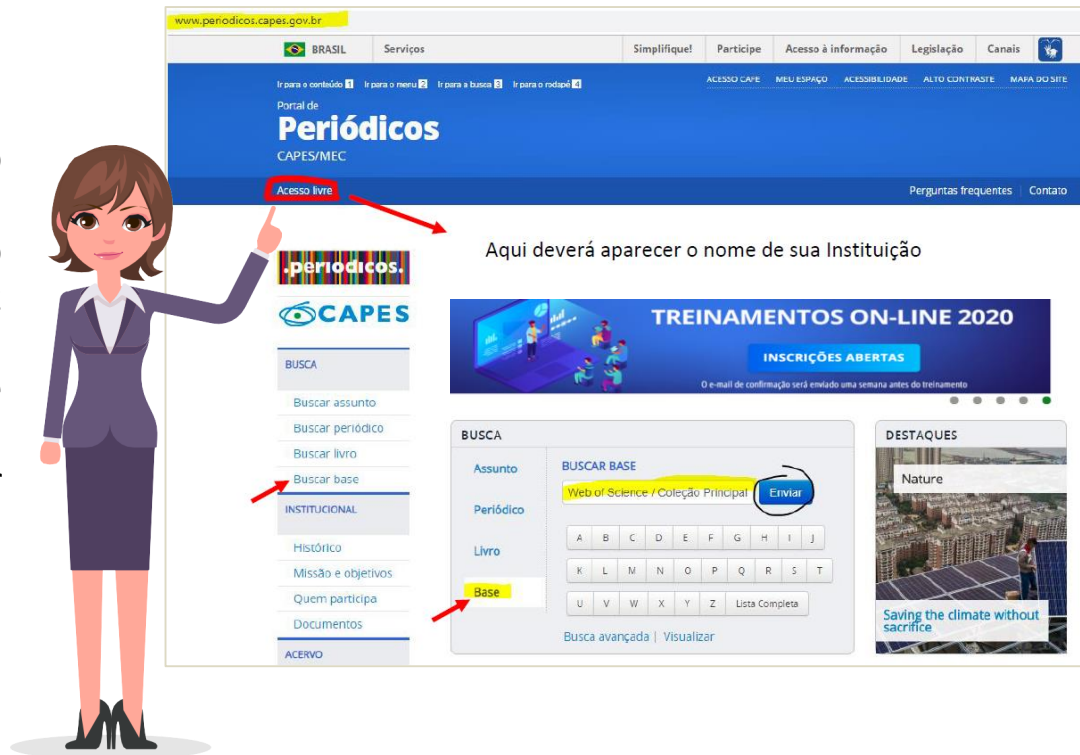 www.periodicos.capes.gov.br
BRASIL Serviços Simplifique! Participe Acesso à informação Legislação Canais
Ir para o conteúdo 1 Ir para o menu 2 Ir para a busca 3 Ir para o rodapé 4 ACESSO CAFE MEU ESPAÇO ACESSIBILIDADE ALTO CONTRASTE MAPA DO SITE
Portal de
Periódicos
CAPES/MEC
Acesso livre Perguntas frequentes | Contato
Aqui deverá aparecer o nome de sua Instituição
.periodicos.
CAPES
TREINAMENTOS ON-LINE 2020
INSCRIÇÕES ABERTAS
O e-mail de confirmação será enviado uma semana antes do treinamento
BUSCA
Buscar assunto
Buscar periódico
Buscar livro
Buscar base
INSTITUCIONAL
Histórico
Missão e objetivos
Quem participa
Documentos
ACERVO
BUSCA
Assunto
Periódico
Livro
Base
BUSCAR BASE
Web of Science / Coleção Principal Enviar
A B C D E F G H I J
K L M N O P Q R S T
U V W X Y Z Lista Completa
Busca avançada | Visualizar
DESTAQUES
Nature
Saving the climate without
sacrifice